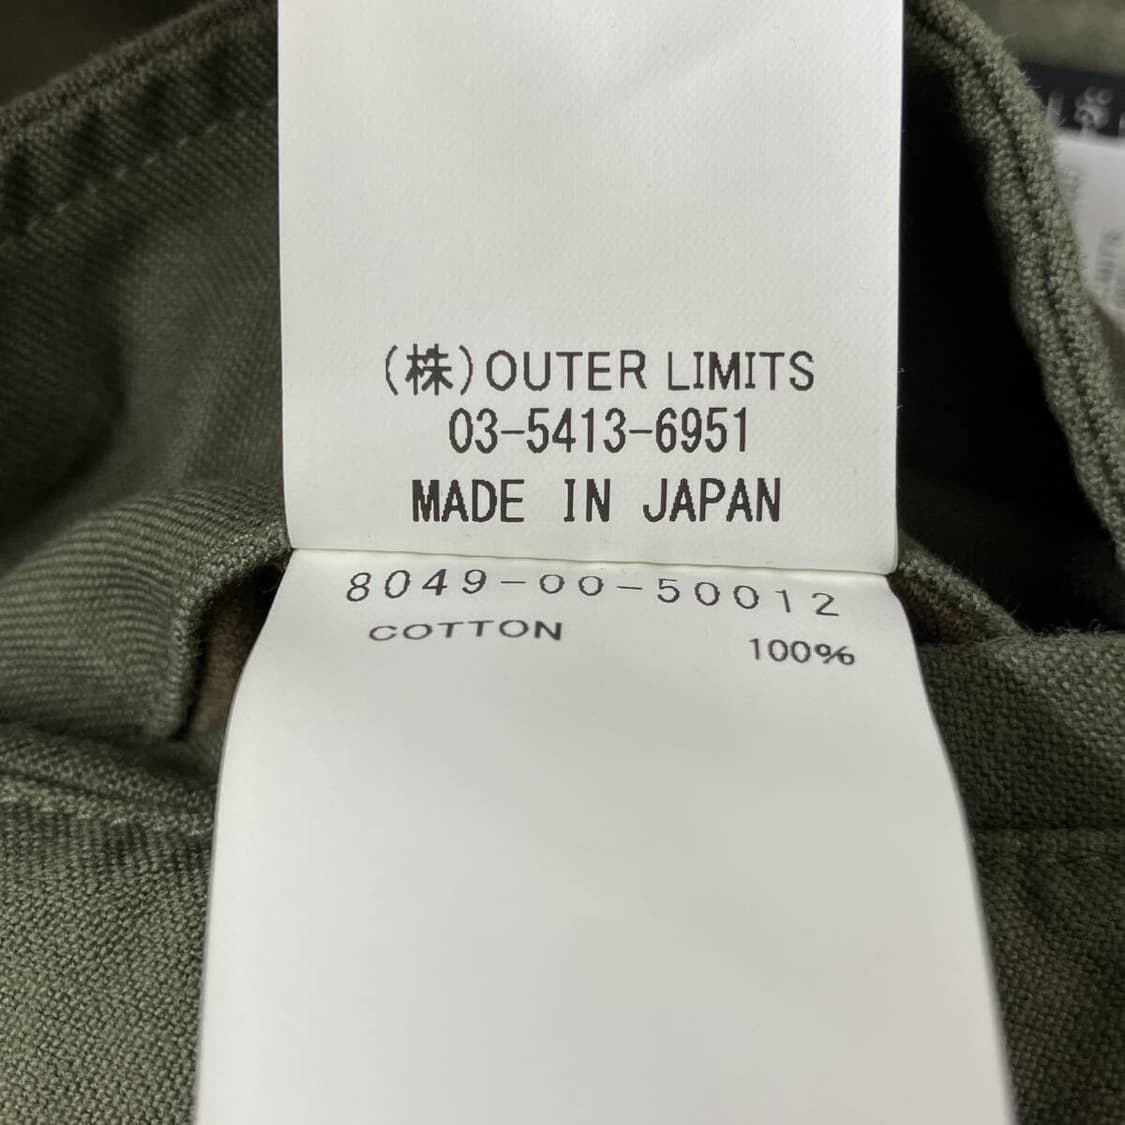 (株)OUTER LIMITS
03-5413-6951
MADE IN JAPAN
8049-00-50012
COTTON 100%